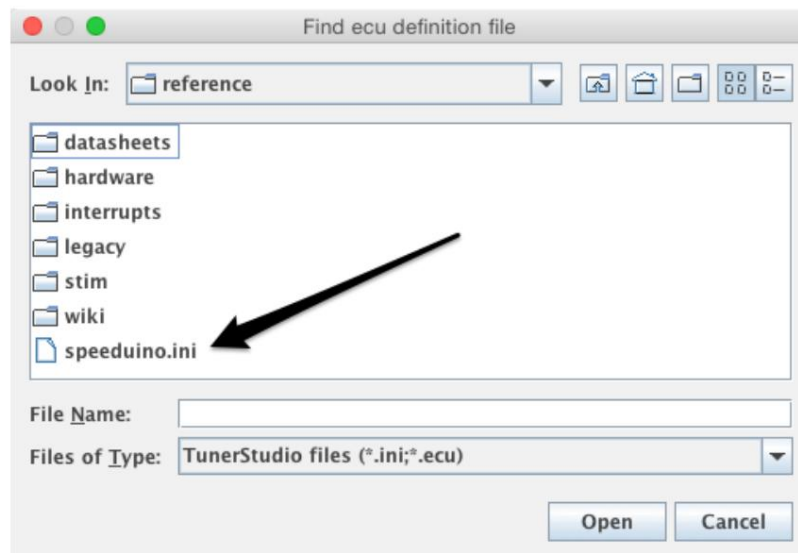 Find ecu definition file
Look In: reference
datasheets
hardware
interrupts
legacy
stim
wiki
speeduino.ini
File Name:
Files of Type: TunerStudio files (*.ini;*.ecu)
Open Cancel